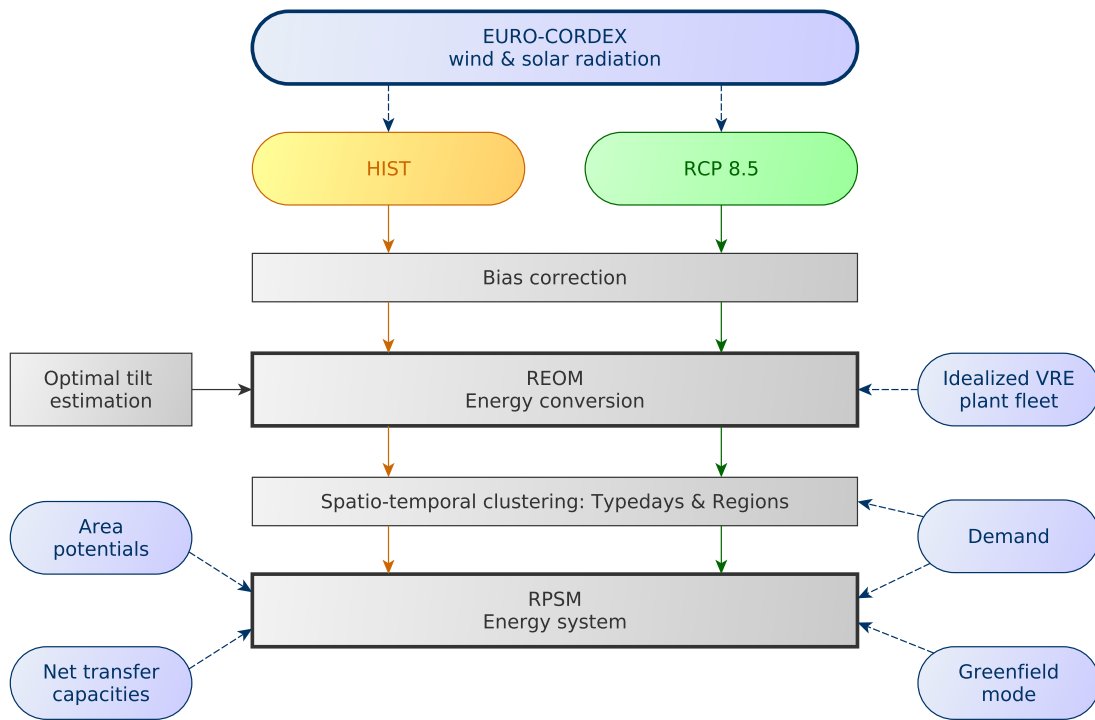 EURO-CORDEX
wind & solar radiation
HIST
RCP 8.5
Bias correction
Optimal tilt
estimation
REOM
Energy conversion
Idealized VRE
plant fleet
Spatio-temporal clustering: Typedays & Regions
Area
potentials
Demand
RPSM
Energy system
Net transfer
capacities
Greenfield
mode